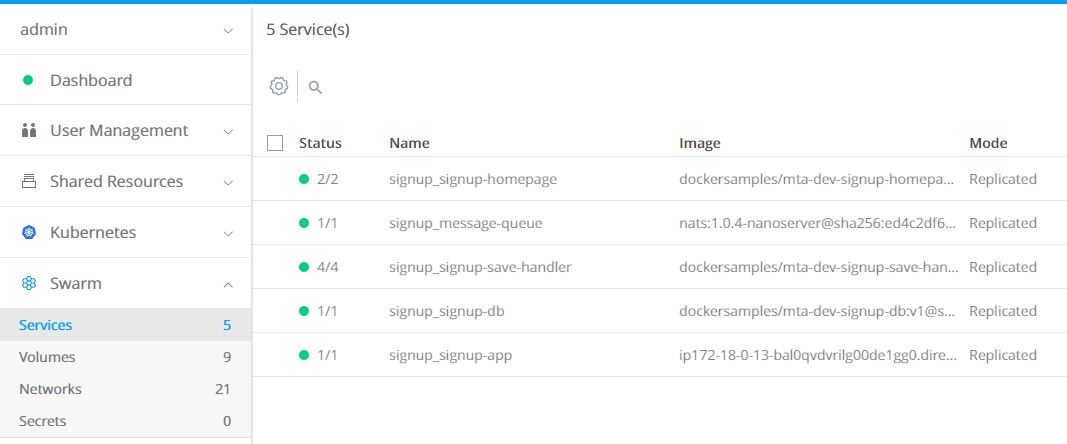 admin
Dashboard
User Management
Shared Resources
Kubernetes
Swarm
Services 5
Volumes 9
Networks 21
Secrets 0
5 Service(s)
Status Name Image Mode
2/2 signup_signup-homepage dockersamples/mta-dev-signup-homepa... Replicated
1/1 signup_message-queue nats:1.0.4-nanoserver@sha256:ed4c2df6... Replicated
4/4 signup_signup-save-handler dockersamples/mta-dev-signup-save-han... Replicated
1/1 signup_signup-db dockersamples/mta-dev-signup-db:v1@s... Replicated
1/1 signup_signup-app ip172-18-0-13-bal0qvdvrilg00de1gg0.dire... Replicated